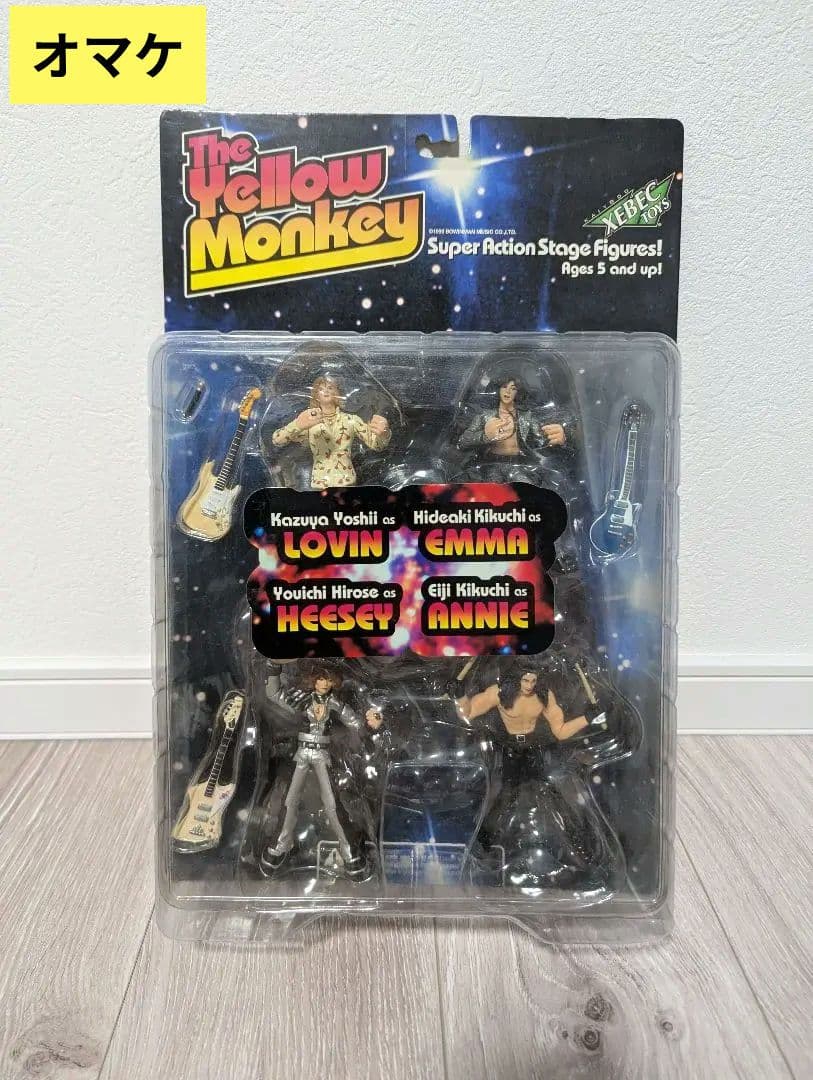 オマケ
The
Yellow
Monkey
KAIYODO
XEBEC
TOYS
©1999 BOWINMAN MUSIC CO.,LTD.
Super Action Stage Figures!
Ages 5 and up!
Kazuya Yoshii as
LOVIN
Hideaki Kikuchi as
EMMA
Youichi Hirose as
HEESEY
Eiji Kikuchi as
ANNIE